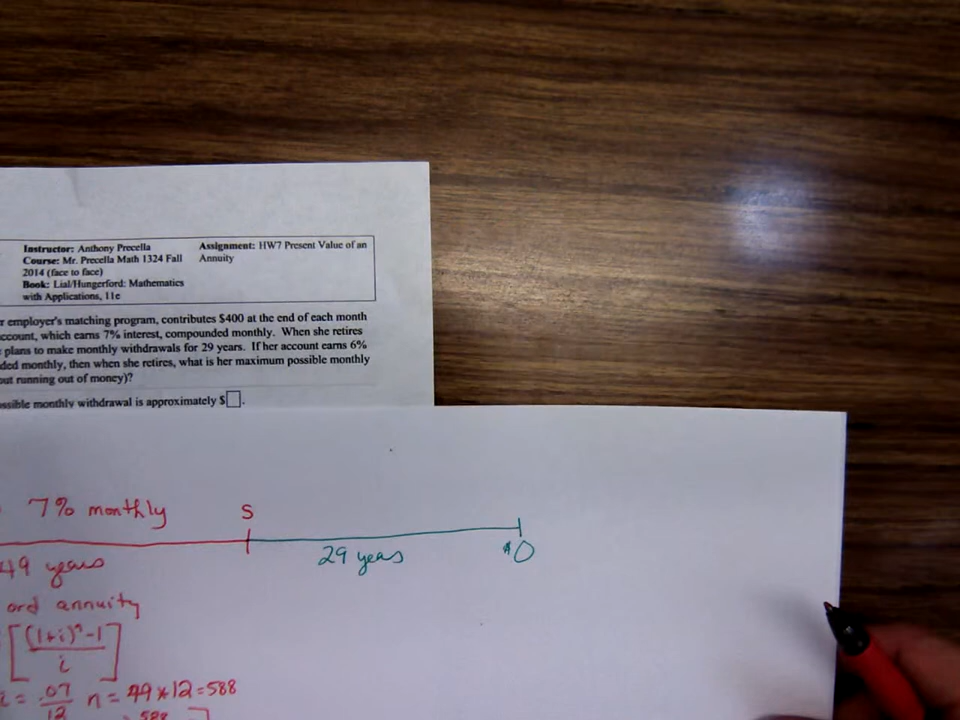 Instructor: Anthony Precella
Course: Mr. Precella Math 1324 Fall
2014 (face to face)
Book: Lial/Hungerford: Mathematics
with Applications, 11e
Assignment: HW7 Present Value of an
Annuity
r employer's matching program, contributes $400 at the end of each month
ccount, which earns 7% interest, compounded monthly. When she retires
plans to make monthly withdrawals for 29 years. If her account earns 6%
ded monthly, then when she retires, what is her maximum possible monthly
out running out of money)?
ssible monthly withdrawal is approximately $☐.
7% monthly
S
49 years
29 years
$0
ord annuity
[(1+i)ⁿ-1 / i]
i = .07/12 n = 49*12=588
588